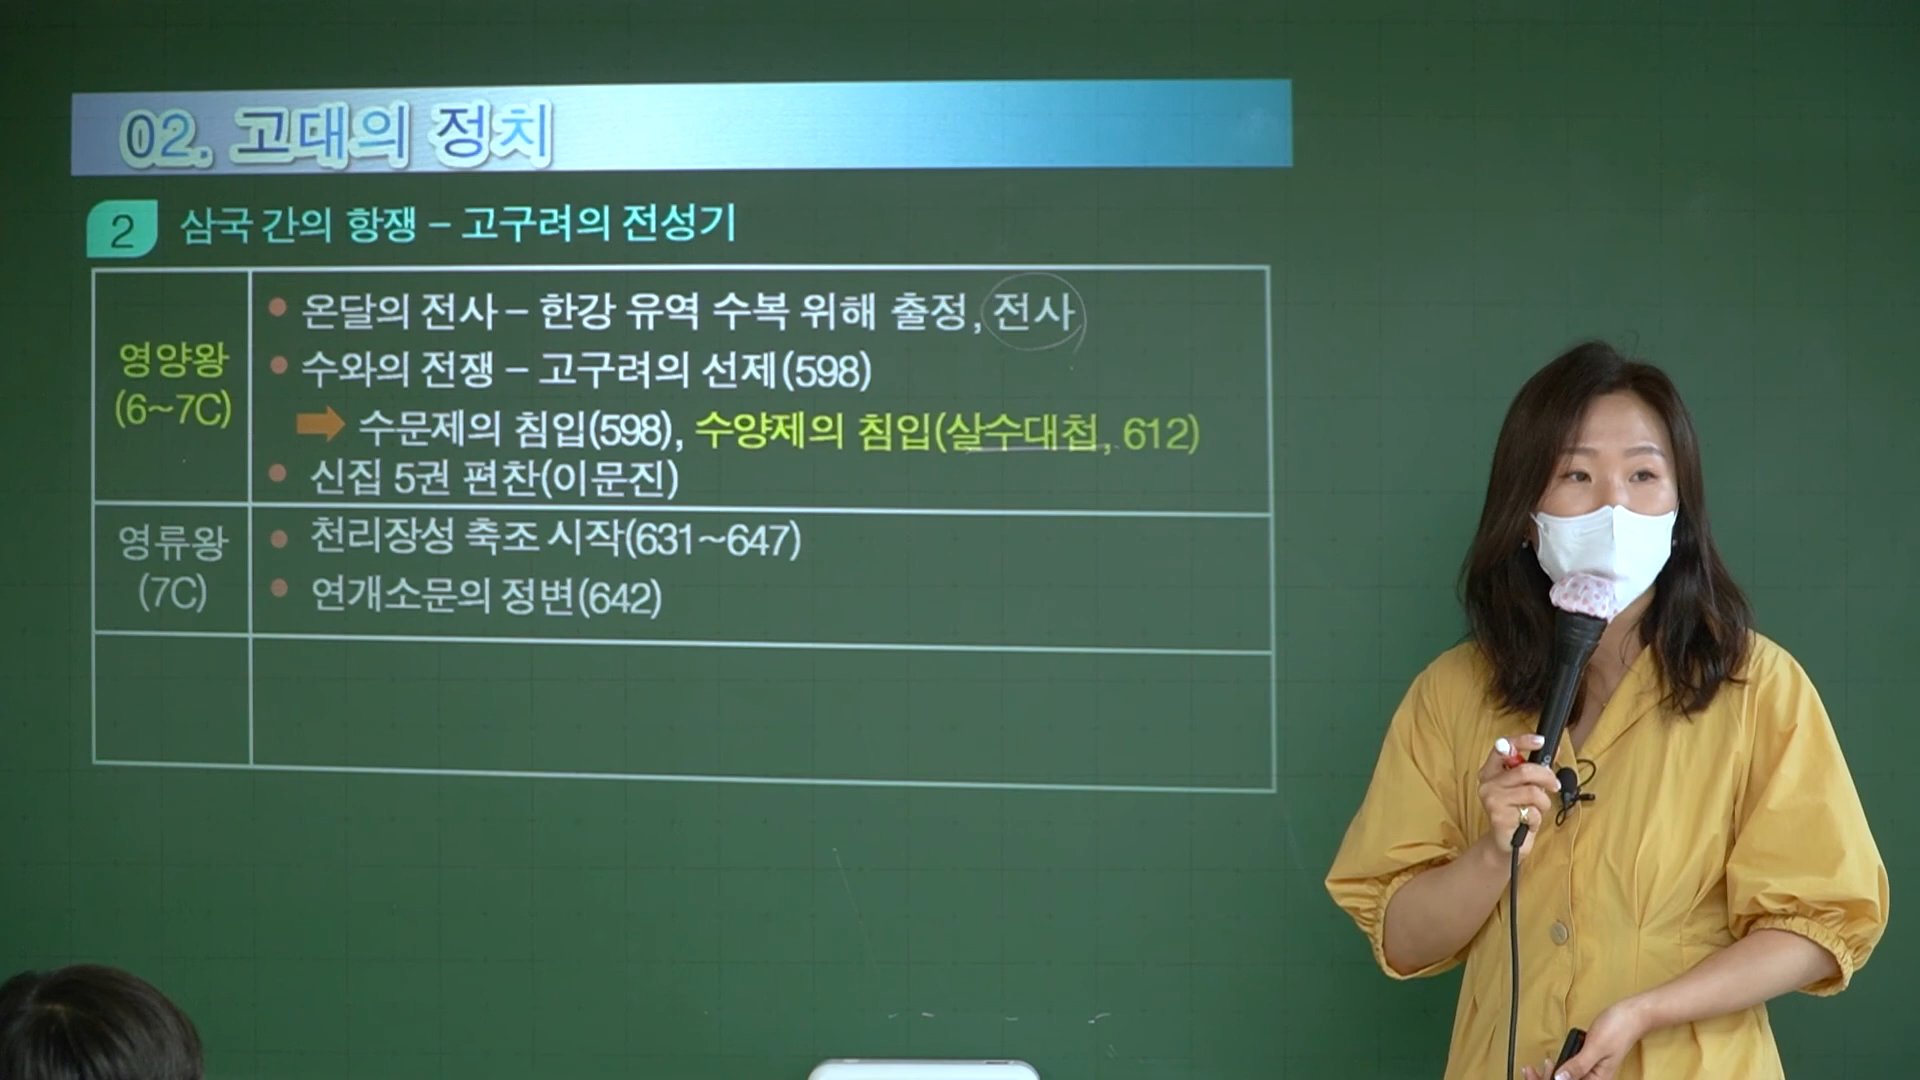 02. 고대의 정치
2 삼국 간의 항쟁 – 고구려의 전성기
영양왕
(6~7C)
온달의 전사 – 한강 유역 수복 위해 출정, 전사
수와의 전쟁 – 고구려의 선제(598)
➡ 수문제의 침입(598), 수양제의 침입(살수대첩, 612)
신집 5권 편찬(이문진)
영류왕
(7C)
천리장성 축조 시작(631~647)
연개소문의 정변(642)